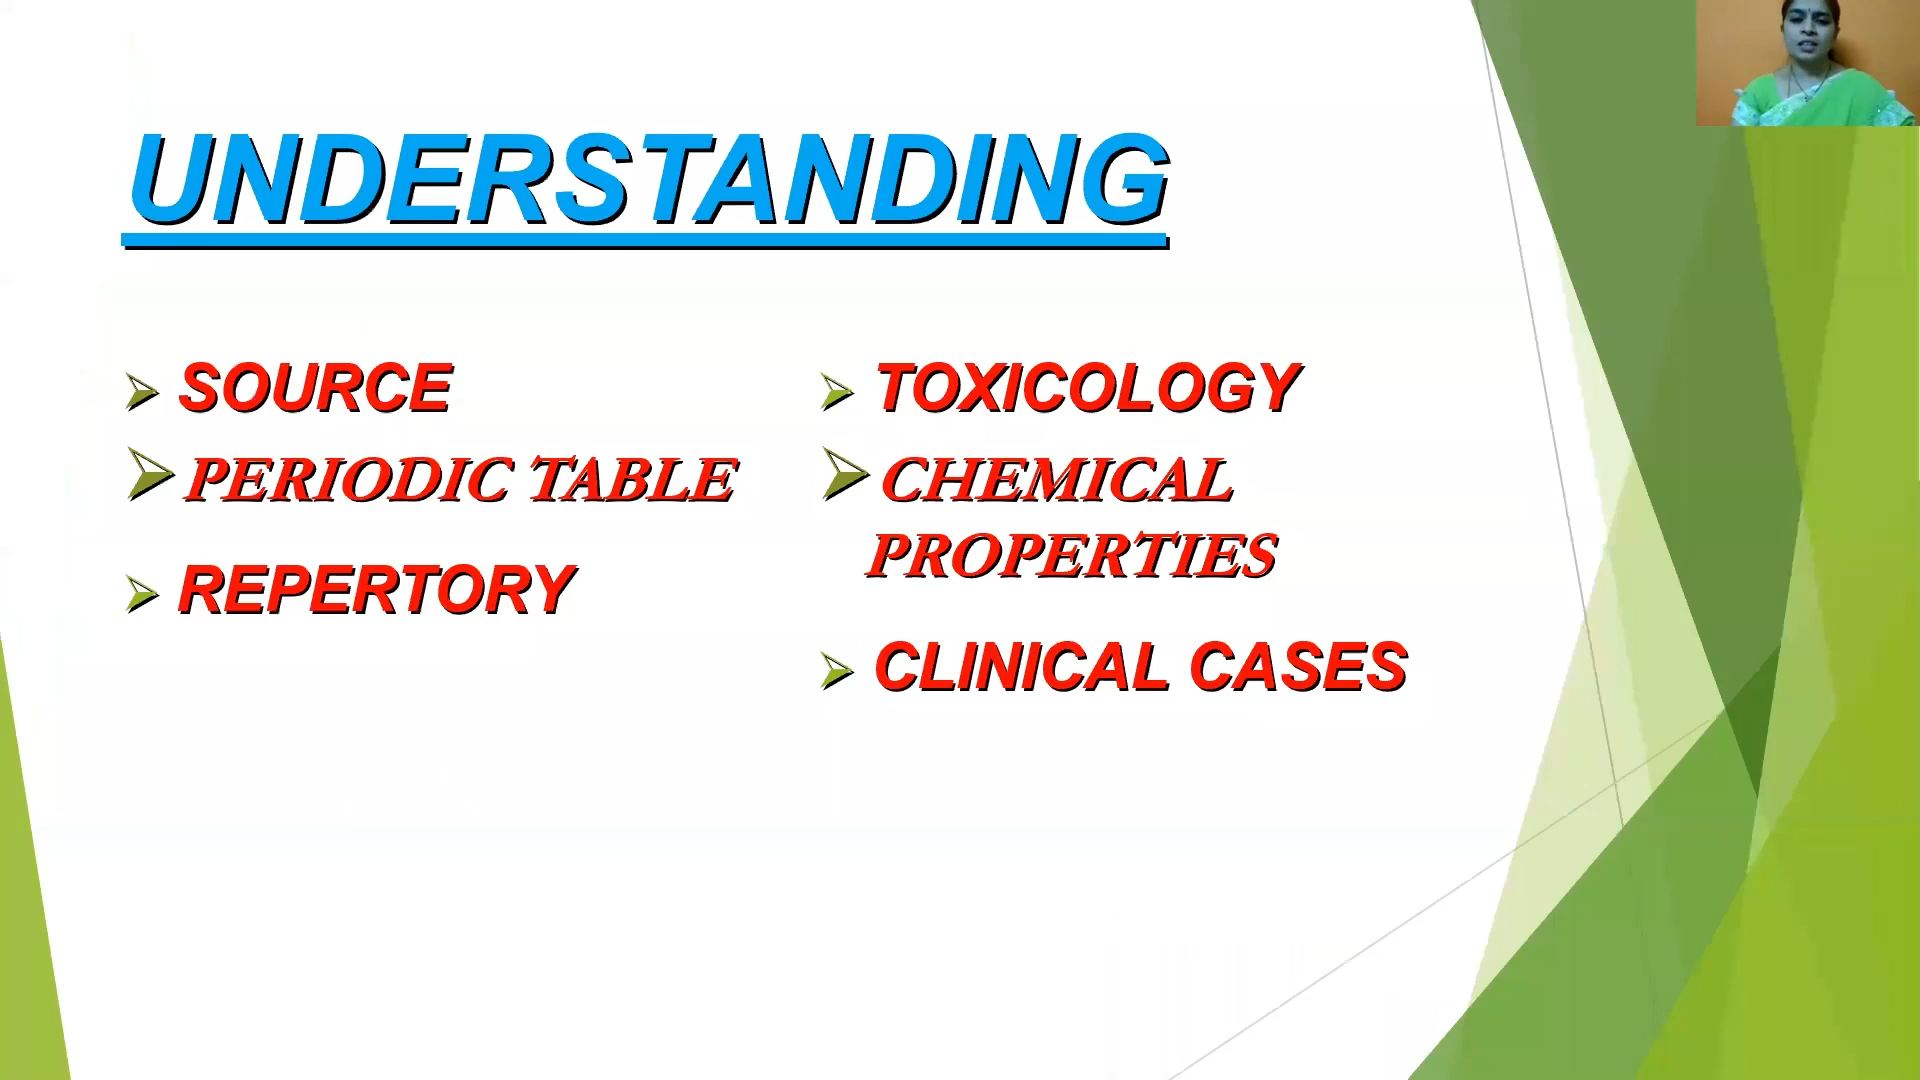 UNDERSTANDING
SOURCE
PERIODIC TABLE
REPERTORY
TOXICOLOGY
CHEMICAL
PROPERTIES
CLINICAL CASES